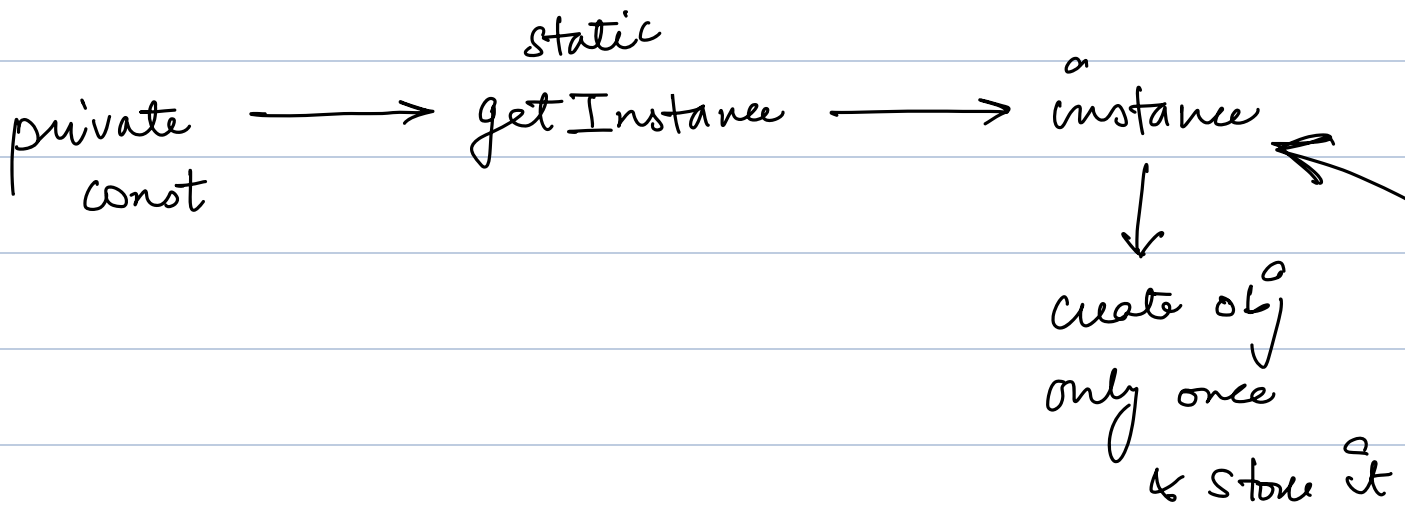 static
private → getInstance → instance
const
create obj
only once
& store it